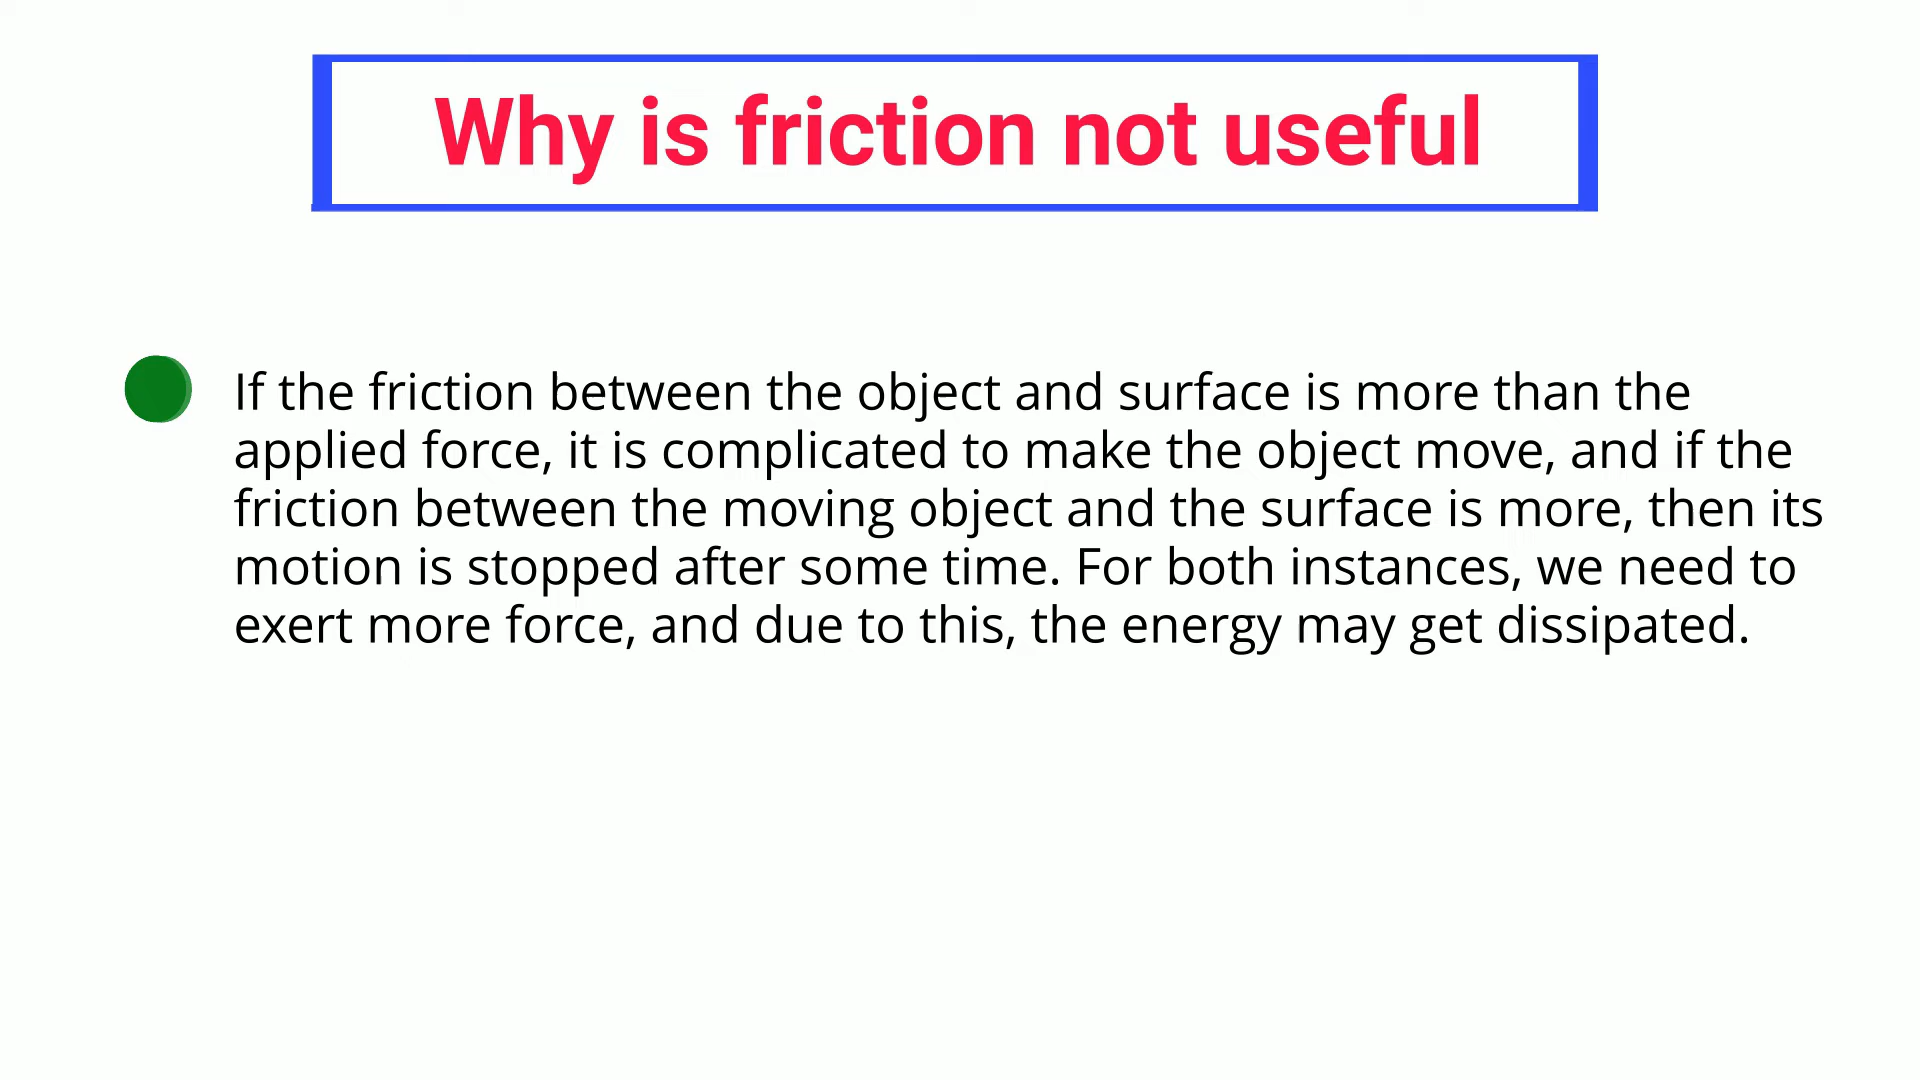 Why is friction not useful
If the friction between the object and surface is more than the
applied force, it is complicated to make the object move, and if the
friction between the moving object and the surface is more, then its
motion is stopped after some time. For both instances, we need to
exert more force, and due to this, the energy may get dissipated.